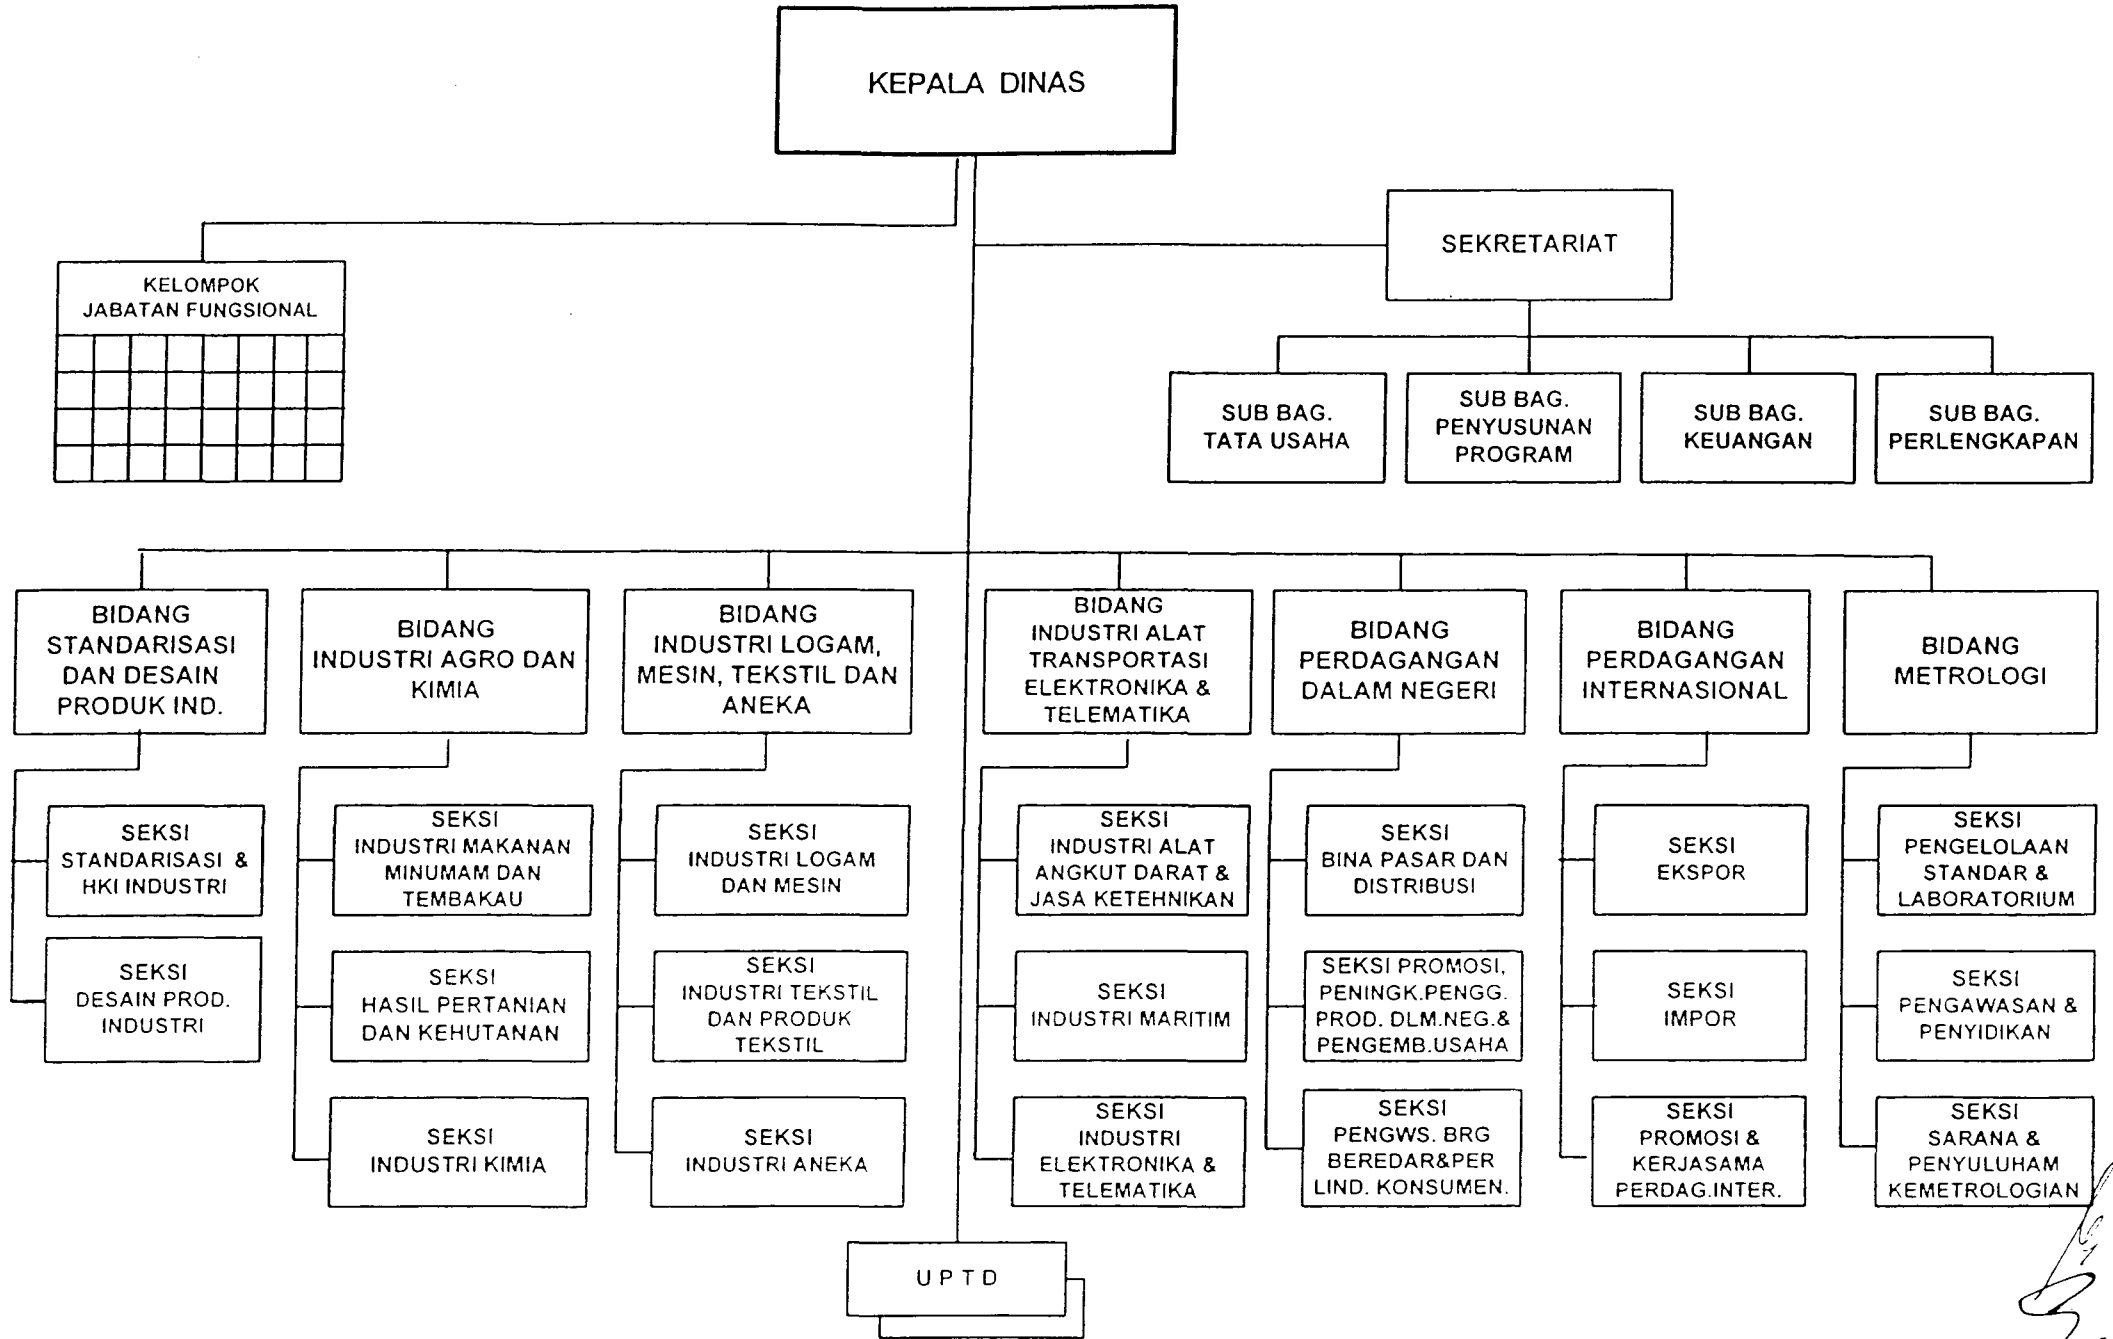 KEPALA DINAS
SEKRETARIAT
KELOMPOK
JABATAN FUNGSIONAL
SUB BAG.
TATA USAHA
SUB BAG.
PENYUSUNAN
PROGRAM
SUB BAG.
KEUANGAN
SUB BAG.
PERLENGKAPAN
BIDANG
STANDARISASI
DAN DESAIN
PRODUK IND.
BIDANG
INDUSTRI AGRO DAN
KIMIA
BIDANG
INDUSTRI LOGAM,
MESIN, TEKSTIL DAN
ANEKA
BIDANG
INDUSTRI ALAT
TRANSPORTASI
ELEKTRONIKA &
TELEMATIKA
BIDANG
PERDAGANGAN
DALAM NEGERI
BIDANG
PERDAGANGAN
INTERNASIONAL
BIDANG
METROLOGI
SEKSI
STANDARISASI &
HKI INDUSTRI
SEKSI
INDUSTRI MAKANAN
MINUMAM DAN
TEMBAKAU
SEKSI
INDUSTRI LOGAM
DAN MESIN
SEKSI
INDUSTRI ALAT
ANGKUT DARAT &
JASA KETEHNIKAN
SEKSI
BINA PASAR DAN
DISTRIBUSI
SEKSI
EKSPOR
SEKSI
PENGELOLAAN
STANDAR &
LABORATORIUM
SEKSI
DESAIN PROD.
INDUSTRI
SEKSI
HASIL PERTANIAN
DAN KEHUTANAN
SEKSI
INDUSTRI TEKSTIL
DAN PRODUK
TEKSTIL
SEKSI
INDUSTRI MARITIM
SEKSI PROMOSI,
PENINGK.PENGG.
PROD. DLM.NEG.&
PENGEMB.USAHA
SEKSI
IMPOR
SEKSI
PENGAWASAN &
PENYIDIKAN
SEKSI
INDUSTRI KIMIA
SEKSI
INDUSTRI ANEKA
SEKSI
INDUSTRI
ELEKTRONIKA &
TELEMATIKA
SEKSI
PENGWS. BRG
BEREDAR&PER
LIND. KONSUMEN.
SEKSI
PROMOSI &
KERJASAMA
PERDAG.INTER.
SEKSI
SARANA &
PENYULUHAM
KEMETROLOGIAN
U P T D